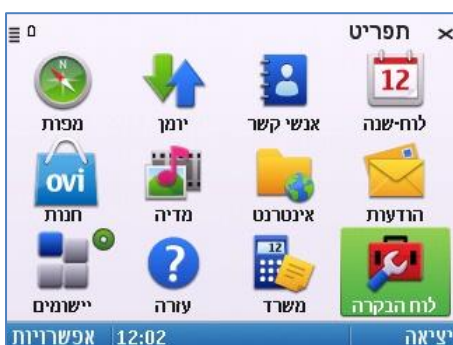 תפריט
12
לוח-שנה
אנשי קשר
יומן
N
מפות
הודעות
אינטרנט
מדיה
ovi
חנות
לוח הבקרה
12
משרד
?
עזרה
יישומים
יציאה
12:02
אפשרויות